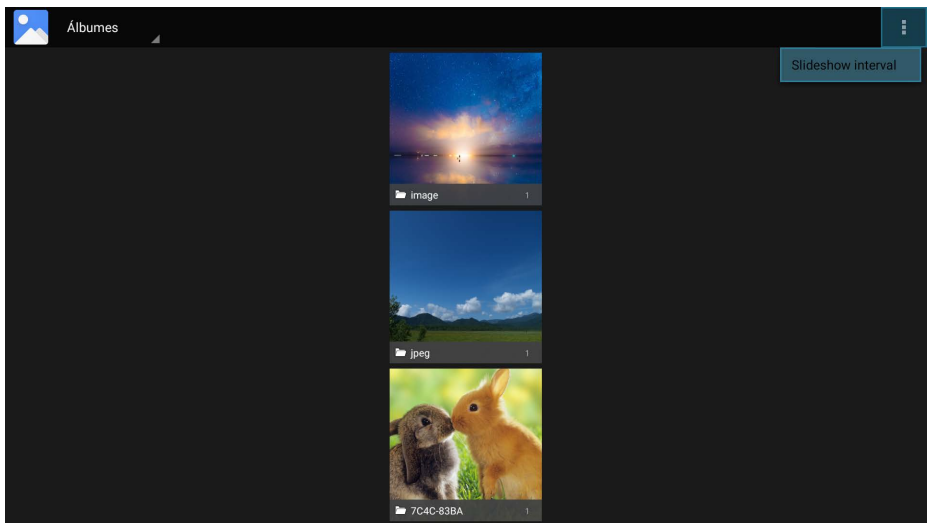 Álbumes
Slideshow interval
image 1
jpeg 1
7C4C-83BA 1